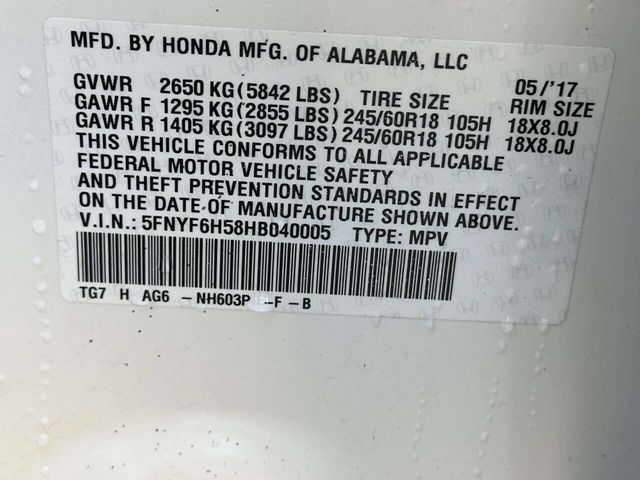 MFD. BY HONDA MFG. OF ALABAMA, LLC
GVWR 2650 KG(5842 LBS) 05/'17
GAWR F 1295 KG(2855 LBS) TIRE SIZE RIM SIZE
GAWR R 1405 KG(3097 LBS) 245/60R18 105H 18X8.0J
245/60R18 105H 18X8.0J
THIS VEHICLE CONFORMS TO ALL APPLICABLE
FEDERAL MOTOR VEHICLE SAFETY
AND THEFT PREVENTION STANDARDS IN EFFECT
ON THE DATE OF MANUFACTURE SHOWN ABOVE.
V.I.N.: 5FNYF6H58HB040005 TYPE: MPV
TG7 H AG6 - NH603P -F-B